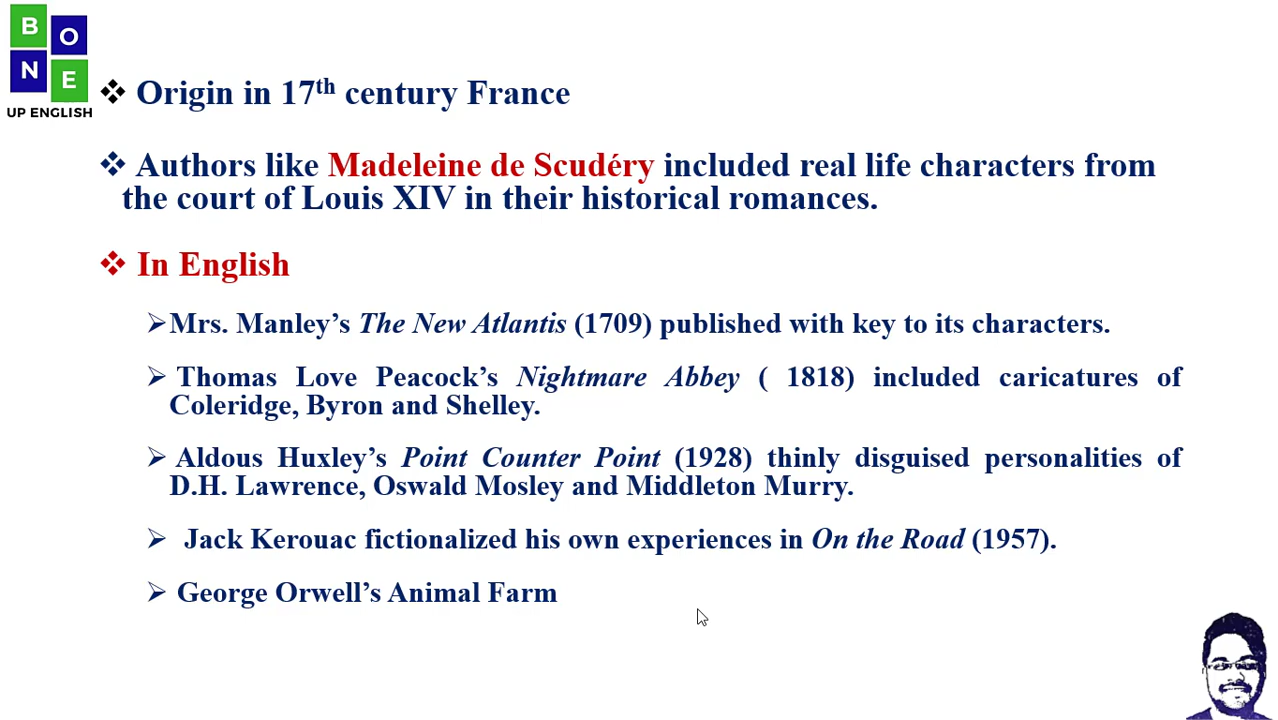 B O
N E
UP ENGLISH
❖ Origin in 17th century France
❖ Authors like Madeleine de Scudéry included real life characters from
the court of Louis XIV in their historical romances.
❖ In English
➢Mrs. Manley’s The New Atlantis (1709) published with key to its characters.
➢ Thomas Love Peacock’s Nightmare Abbey ( 1818) included caricatures of
Coleridge, Byron and Shelley.
➢ Aldous Huxley’s Point Counter Point (1928) thinly disguised personalities of
D.H. Lawrence, Oswald Mosley and Middleton Murry.
➢ Jack Kerouac fictionalized his own experiences in On the Road (1957).
➢ George Orwell’s Animal Farm